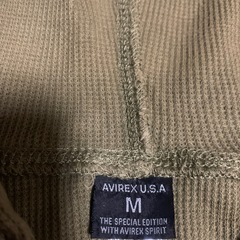 AVIREX U.S.A
M
THE SPECIAL EDITION
WITH AVIREX SPIRIT